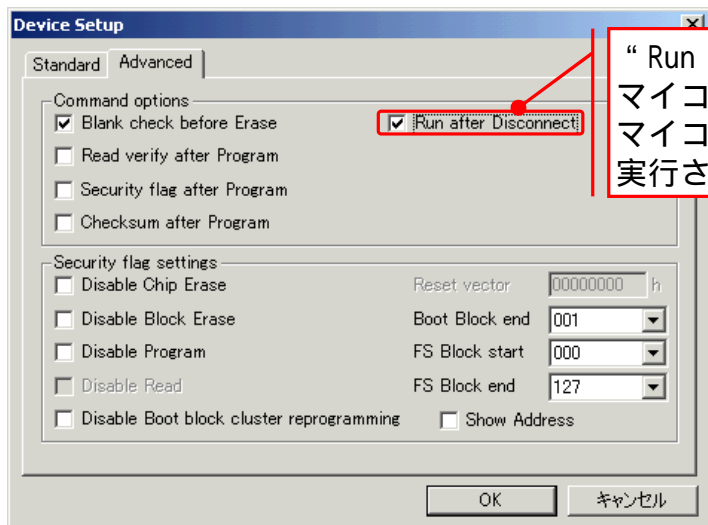 Device Setup
Standard Advanced
Command options
Blank check before Erase
Run after Disconnect
Read verify after Program
Security flag after Program
Checksum after Program
"Run
マイコ
マイコ
実行さ
Security flag settings
Disable Chip Erase
Reset vector 00000000 h
Disable Block Erase
Boot Block end 001
Disable Program
FS Block start 000
Disable Read
FS Block end 127
Disable Boot block cluster reprogramming
Show Address
OK キャンセル